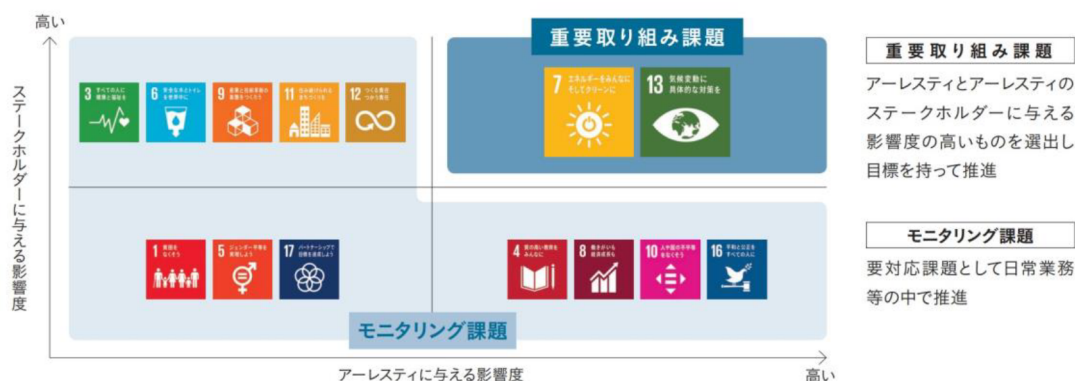 高い
重要取り組み課題
3 すべての人に
健康と福祉を
6 安全な水とトイレ
を世界中に
9 産業と技術革新の
基盤をつくろう
11 住み続けられる
まちづくりを
12 つくる責任
つかう責任
7 エネルギーをみんなに
そしてクリーンに
13 気候変動に
具体的な対策を
ステークホルダーに与える影響度
1 貧困を
なくそう
5 ジェンダー平等を
実現しよう
17 パートナーシップで
目標を達成しよう
4 質の高い教育を
みんなに
8 働きがいも
経済成長も
10 人や国の不平等
をなくそう
16 平和と公正を
すべての人に
モニタリング課題
アーレスティに与える影響度
高い
重要取り組み課題
アーレスティとアーレスティの
ステークホルダーに与える
影響度の高いものを選出し
目標を持って推進
モニタリング課題
要対応課題として日常業務
等の中で推進